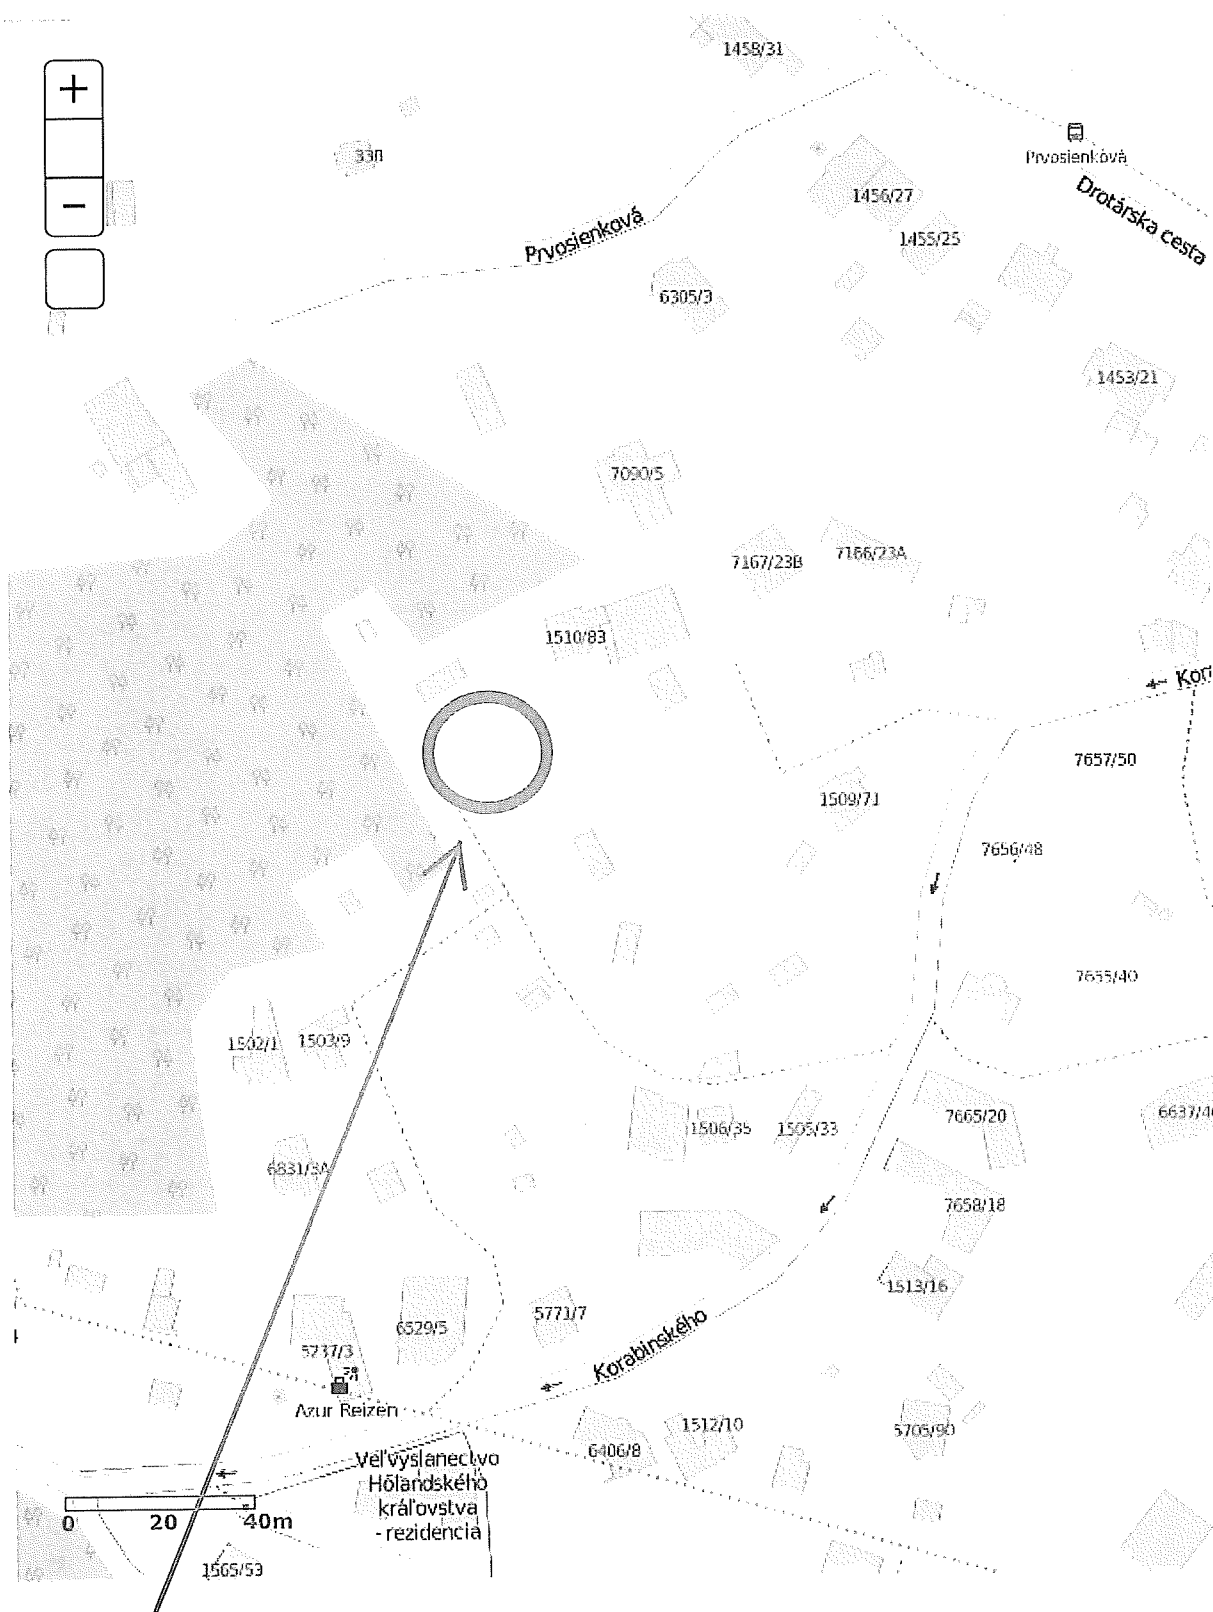 1458/31
+
33A
Prvosienková
-
1456/27
Drotárska cesta
Prvosienková
1455/25
6305/3
1453/21
7090/5
7167/23B
7166/23A
1510/83
7657/50
1509/71
7656/48
7655/40
1502/1
1503/9
1506/35
1505/33
7665/20
6831/3A
7658/18
1513/16
5771/7
6529/5
5237/3
Korabinského
Azur Reizen
1512/10
5705/90
6406/8
Veľvyslanectvo
Holandského
kráľovstva
- rezidencia
0 20 40m
1565/53